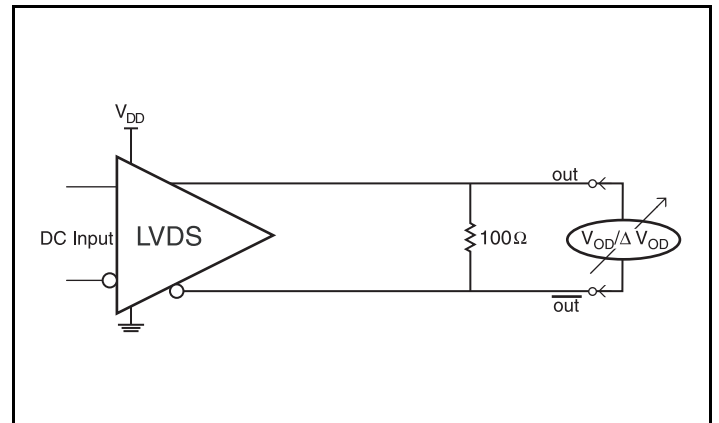 V_DD
out
DC Input
LVDS
100Ω
V_OD/Δ V_OD
out